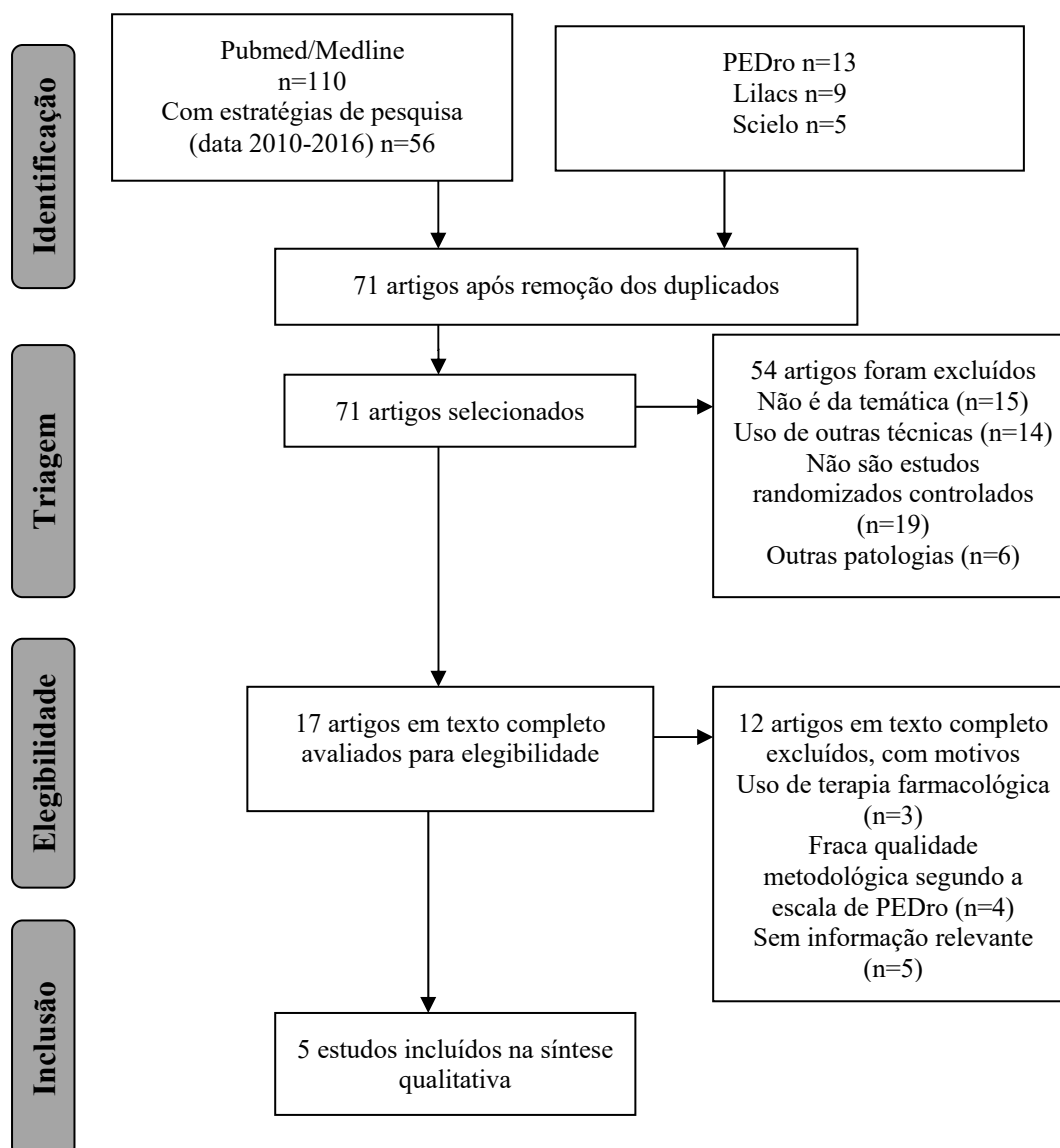 Identificação
Pubmed/Medline
n=110
Com estratégias de pesquisa
(data 2010-2016) n=56
PEDro n=13
Lilacs n=9
Scielo n=5
71 artigos após remoção dos duplicados
Triagem
71 artigos selecionados
54 artigos foram excluídos
Não é da temática (n=15)
Uso de outras técnicas (n=14)
Não são estudos
randomizados controlados
(n=19)
Outras patologias (n=6)
Elegibilidade
17 artigos em texto completo
avaliados para elegibilidade
12 artigos em texto completo
excluídos, com motivos
Uso de terapia farmacológica
(n=3)
Fraca qualidade
metodológica segundo a
escala de PEDro (n=4)
Sem informação relevante
(n=5)
Inclusão
5 estudos incluídos na síntese
qualitativa